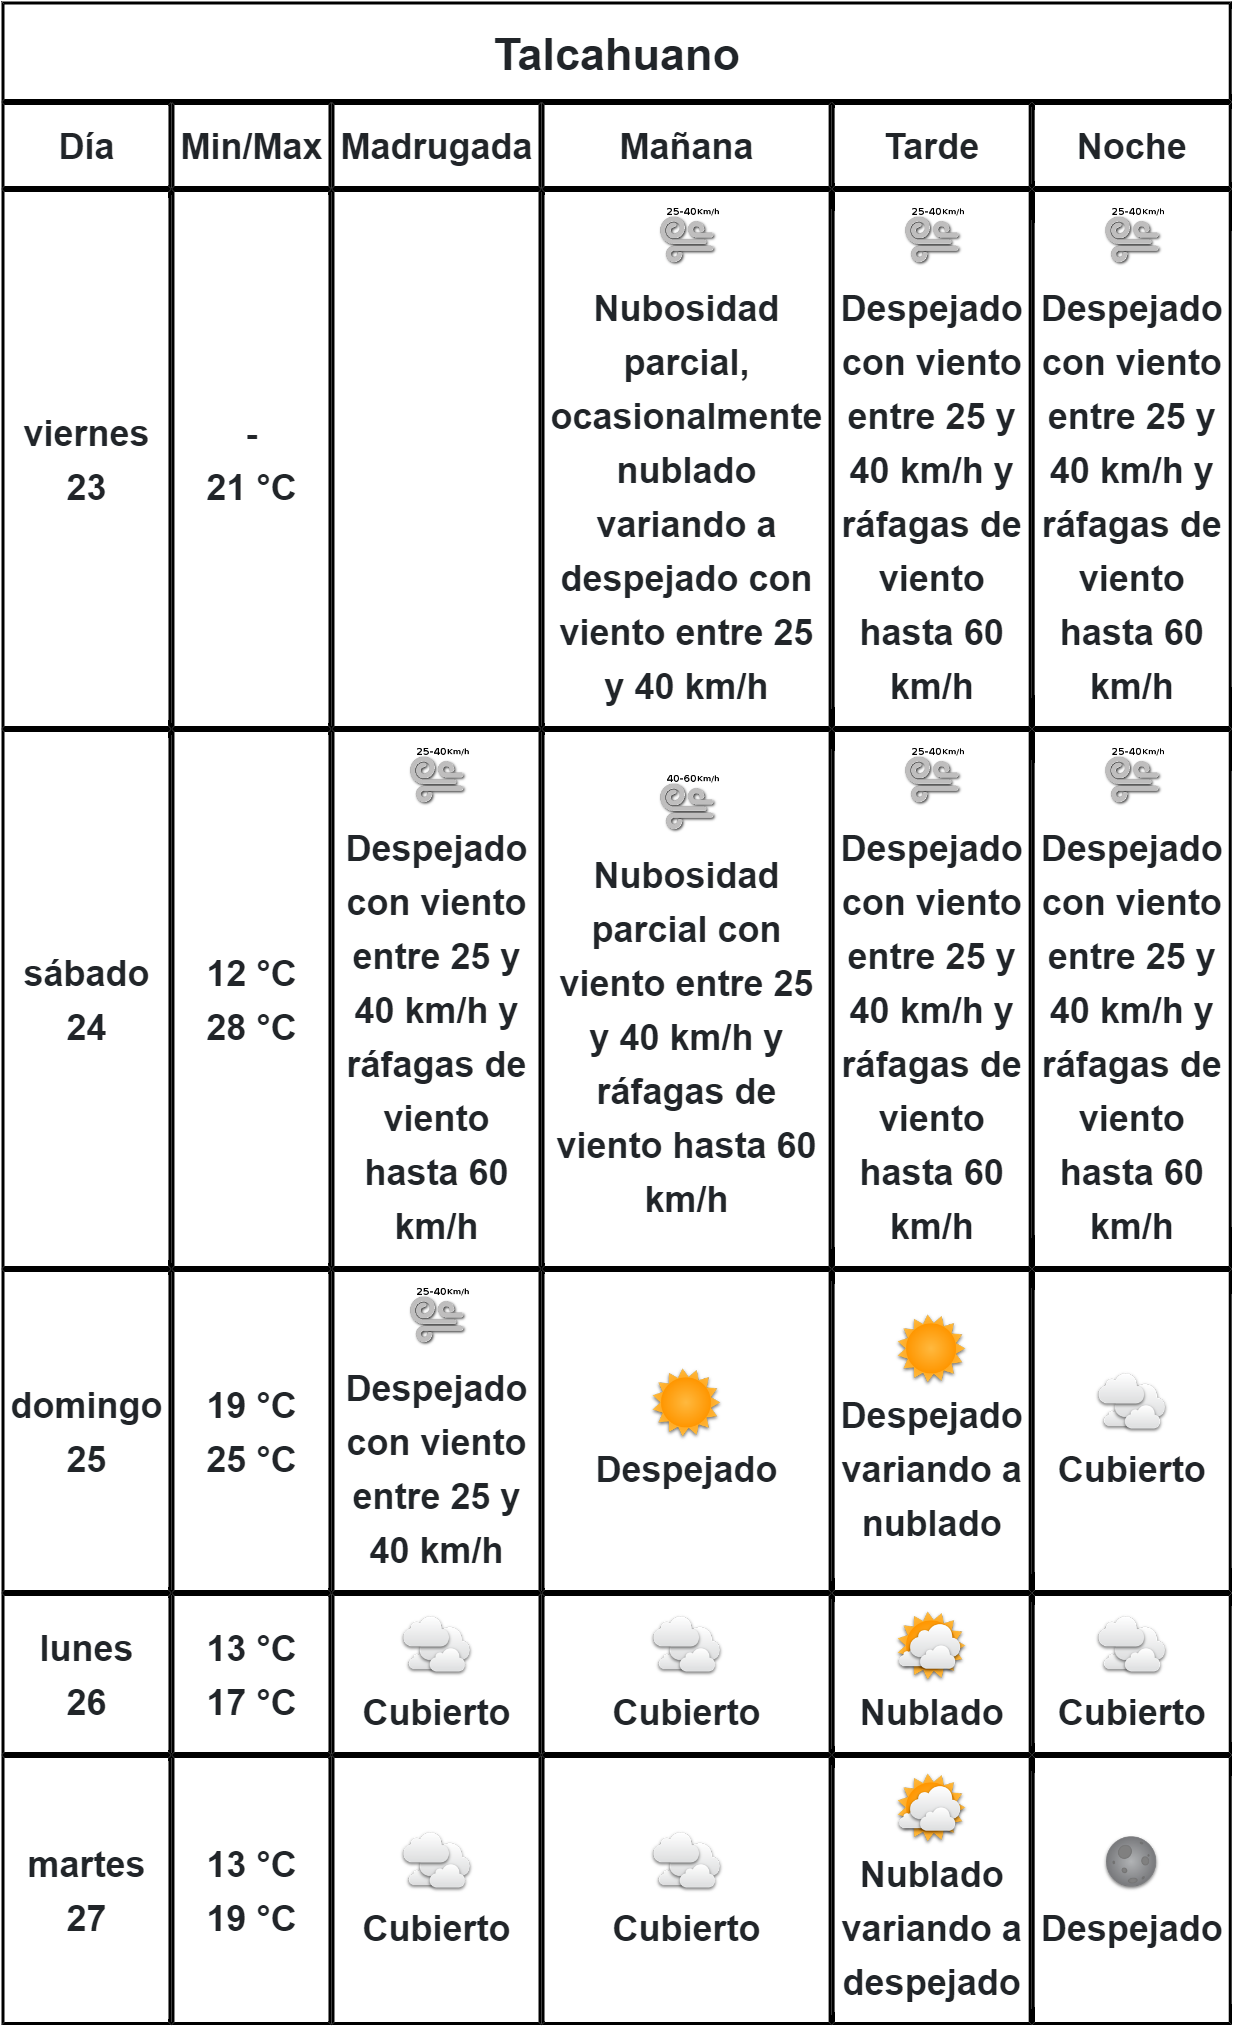 Talcahuano
Día
Min/Max
Madrugada
Mañana
Tarde
Noche
viernes
23
-
21 °C
25-40Km/h
Nubosidad
parcial,
ocasionalmente
nublado
variando a
despejado con
viento entre 25
y 40 km/h
25-40Km/h
Despejado
con viento
entre 25 y
40 km/h y
ráfagas de
viento
hasta 60
km/h
25-40Km/h
Despejado
con viento
entre 25 y
40 km/h y
ráfagas de
viento
hasta 60
km/h
sábado
24
12 °C
28 °C
25-40Km/h
Despejado
con viento
entre 25 y
40 km/h y
ráfagas de
viento
hasta 60
km/h
40-60Km/h
Nubosidad
parcial con
viento entre 25
y 40 km/h y
ráfagas de
viento hasta 60
km/h
25-40Km/h
Despejado
con viento
entre 25 y
40 km/h y
ráfagas de
viento
hasta 60
km/h
25-40Km/h
Despejado
con viento
entre 25 y
40 km/h y
ráfagas de
viento
hasta 60
km/h
domingo
25
19 °C
25 °C
25-40Km/h
Despejado
con viento
entre 25 y
40 km/h
Despejado
Despejado
variando a
nublado
Cubierto
lunes
26
13 °C
17 °C
Cubierto
Cubierto
Nublado
Cubierto
martes
27
13 °C
19 °C
Cubierto
Cubierto
Nublado
variando a
despejado
Despejado